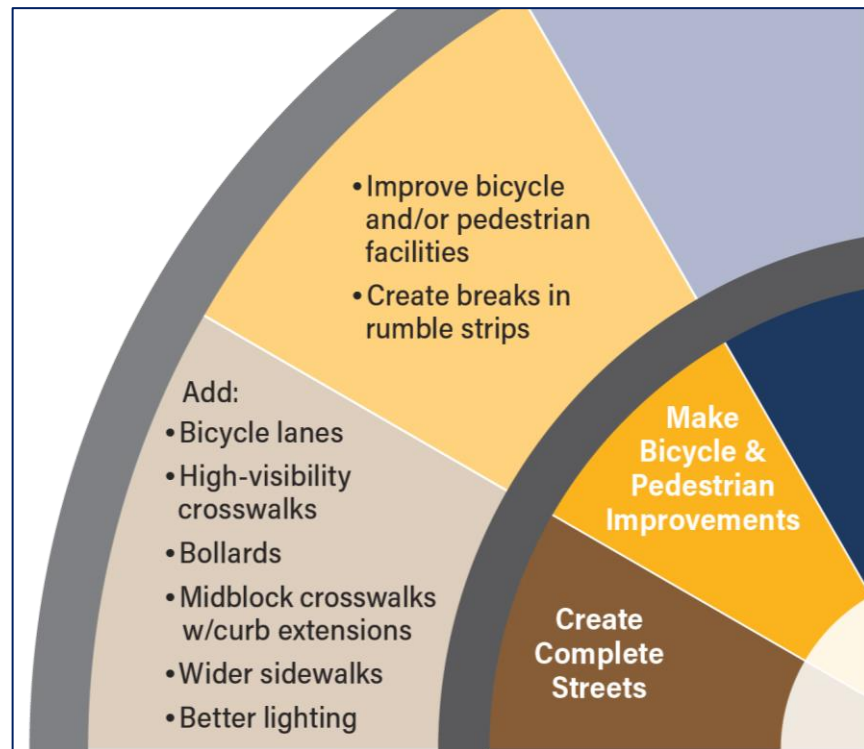 • Improve bicycle
and/or pedestrian
facilities
• Create breaks in
rumble strips
Make
Bicycle &
Pedestrian
Improvements
Add:
• Bicycle lanes
• High-visibility
crosswalks
• Bollards
• Midblock crosswalks
w/curb extensions
• Wider sidewalks
• Better lighting
Create
Complete
Streets